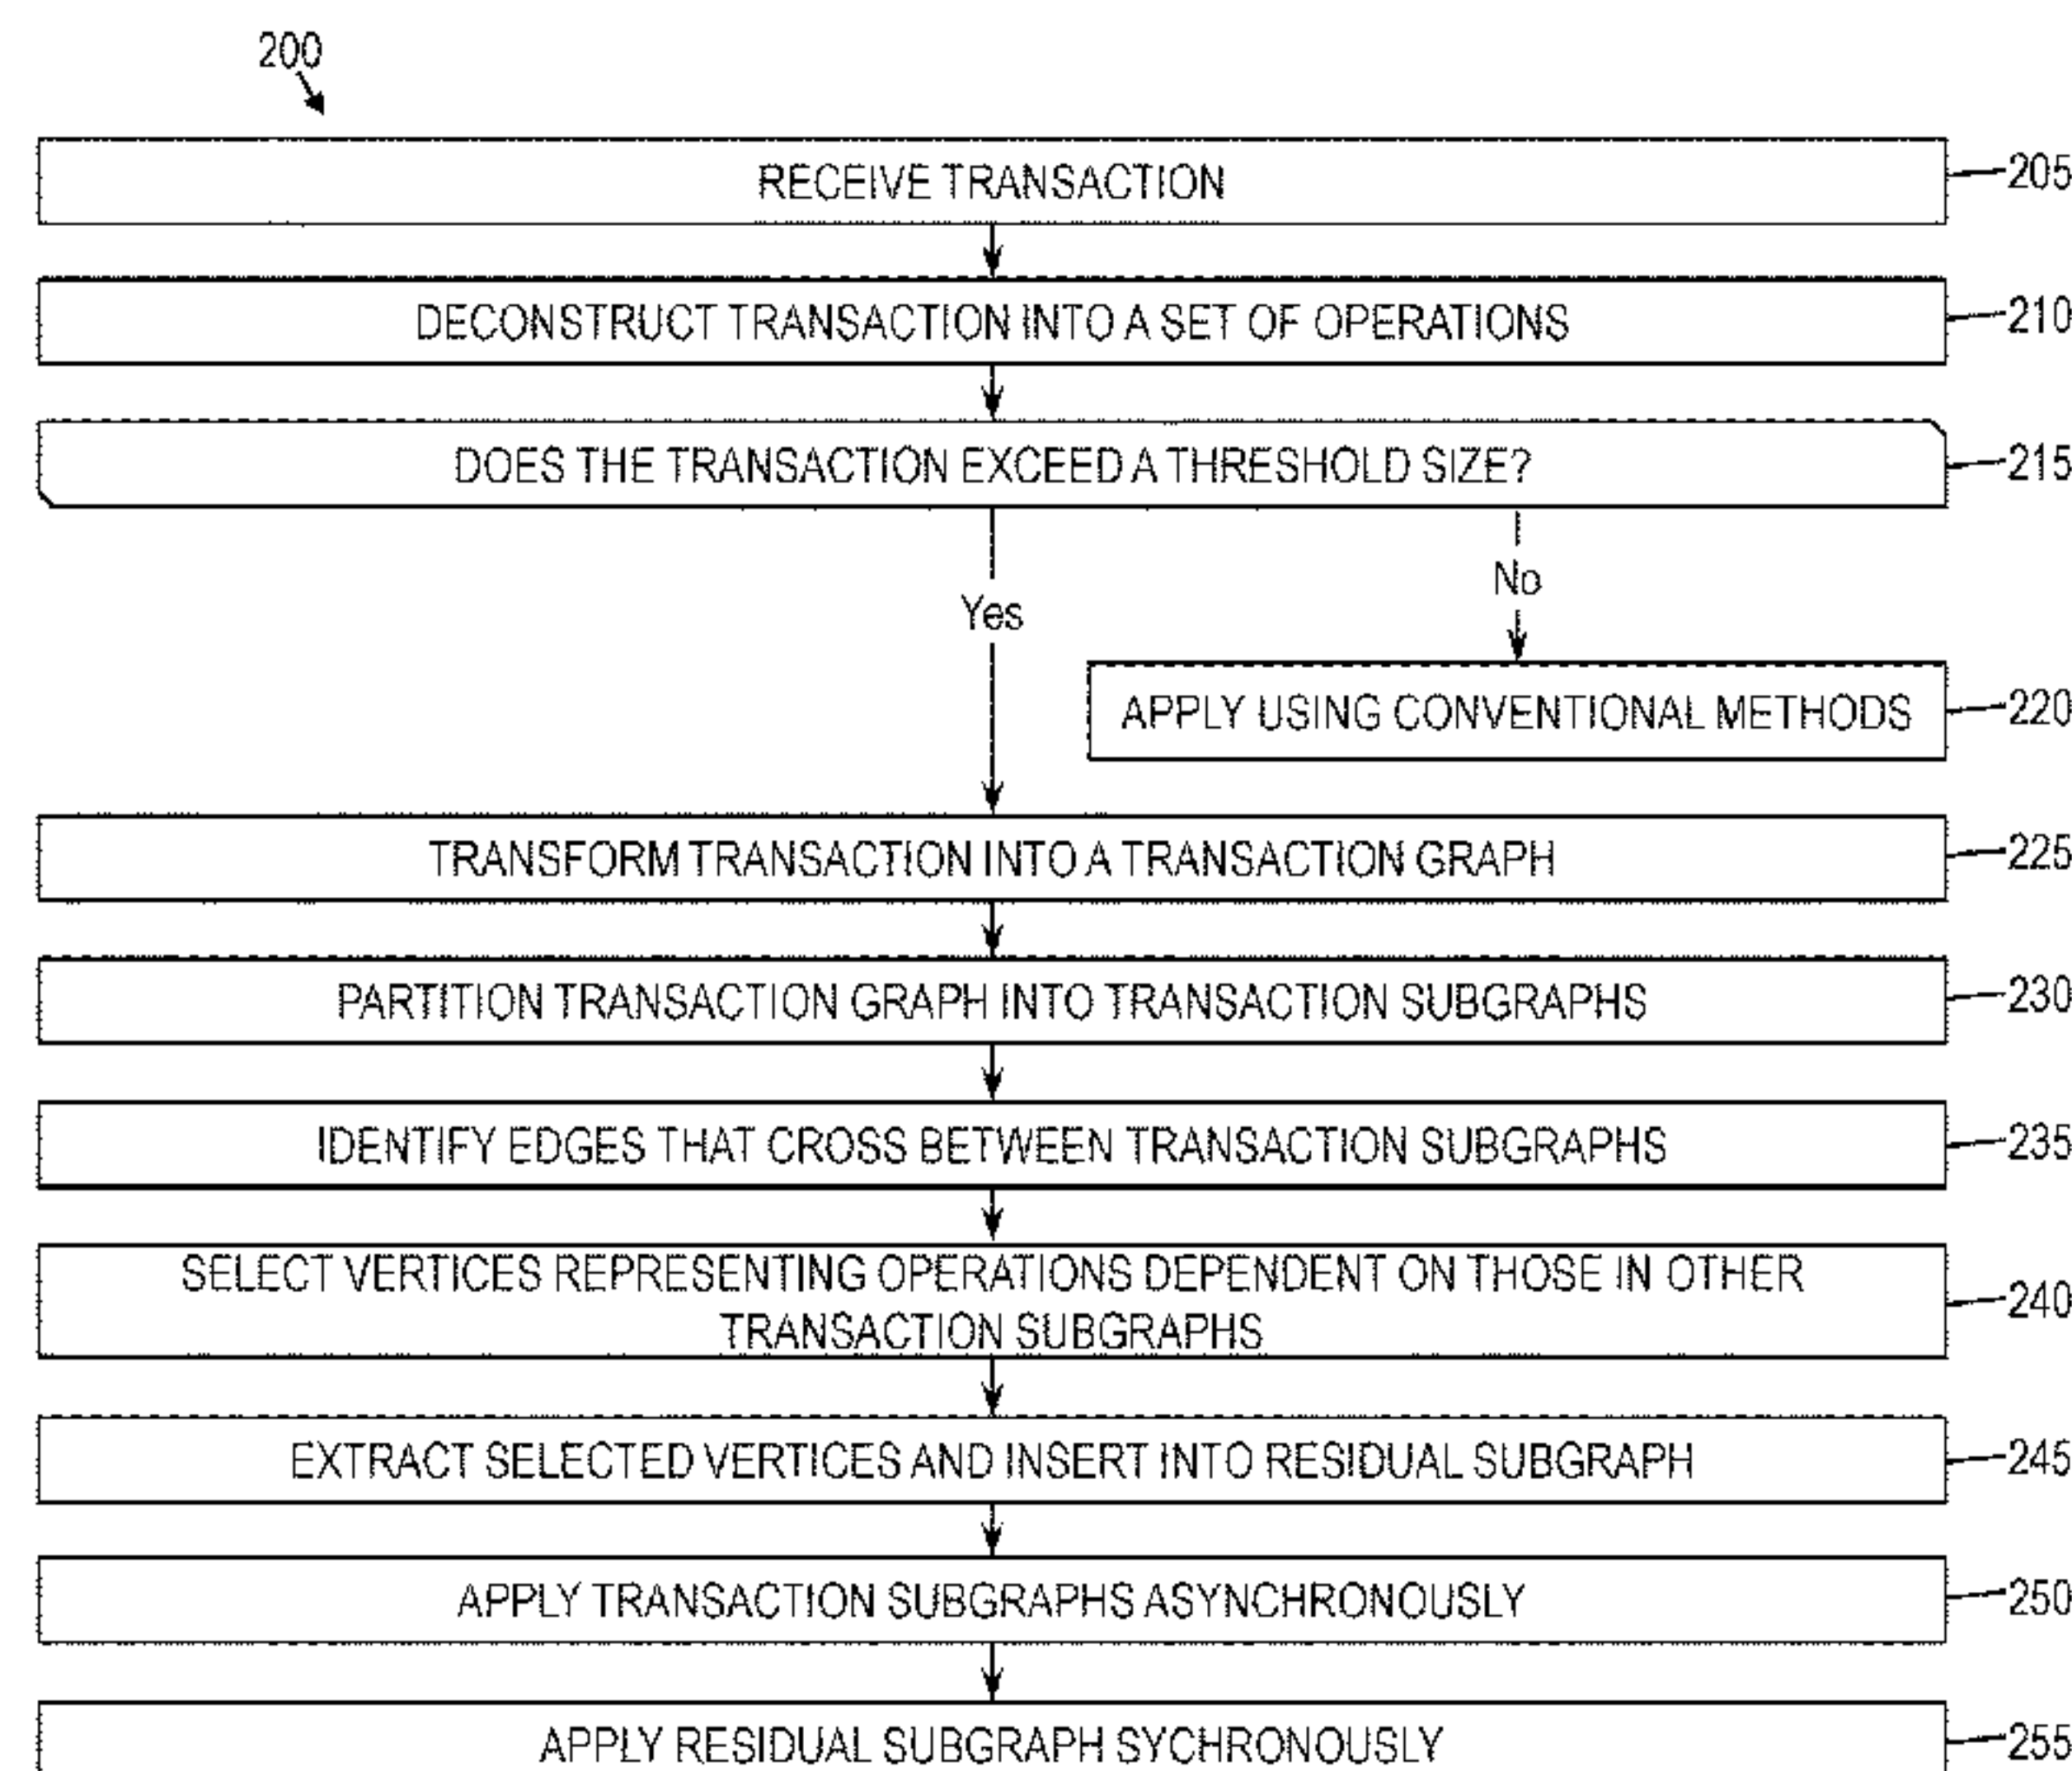 200
RECEIVE TRANSACTION
205
DECONSTRUCT TRANSACTION INTO A SET OF OPERATIONS
210
DOES THE TRANSACTION EXCEED A THRESHOLD SIZE?
215
Yes
No
APPLY USING CONVENTIONAL METHODS
220
TRANSFORM TRANSACTION INTO A TRANSACTION GRAPH
225
PARTITION TRANSACTION GRAPH INTO TRANSACTION SUBGRAPHS
230
IDENTIFY EDGES THAT CROSS BETWEEN TRANSACTION SUBGRAPHS
235
SELECT VERTICES REPRESENTING OPERATIONS DEPENDENT ON THOSE IN OTHER
TRANSACTION SUBGRAPHS
240
EXTRACT SELECTED VERTICES AND INSERT INTO RESIDUAL SUBGRAPH
245
APPLY TRANSACTION SUBGRAPHS ASYNCHRONOUSLY
250
APPLY RESIDUAL SUBGRAPH SYCHRONOUSLY
255